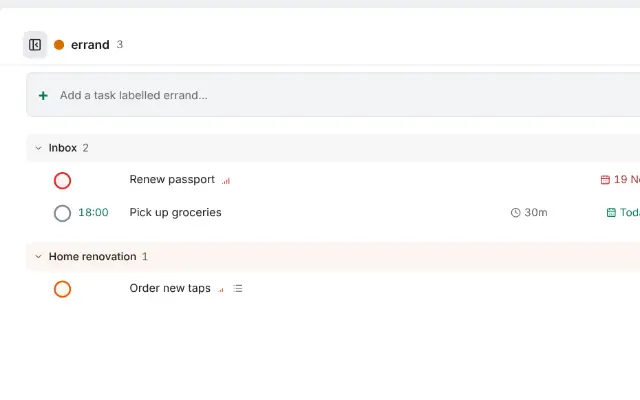 errand 3
Add a task labelled errand...
Inbox 2
Renew passport 19
18:00 Pick up groceries 30m
Home renovation 1
Order new taps